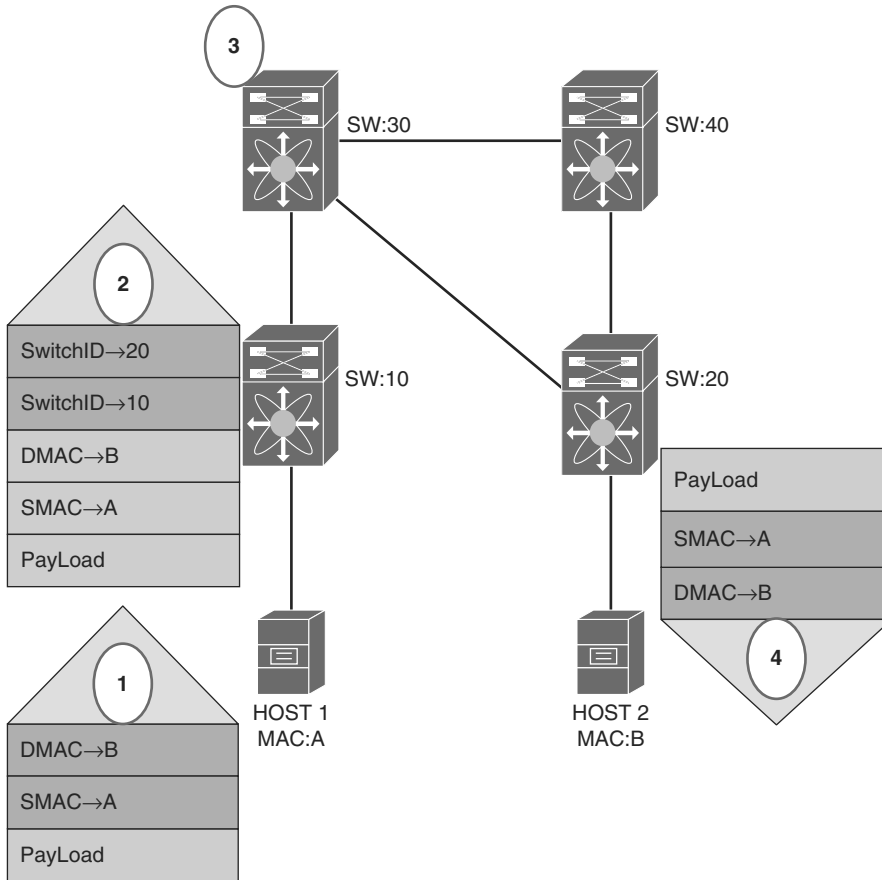 3
SW:30
SW:40
2
SwitchID→20
SwitchID→10
DMAC→B
SMAC→A
PayLoad
SW:10
SW:20
PayLoad
SMAC→A
DMAC→B
4
1
DMAC→B
SMAC→A
PayLoad
HOST 1
MAC:A
HOST 2
MAC:B